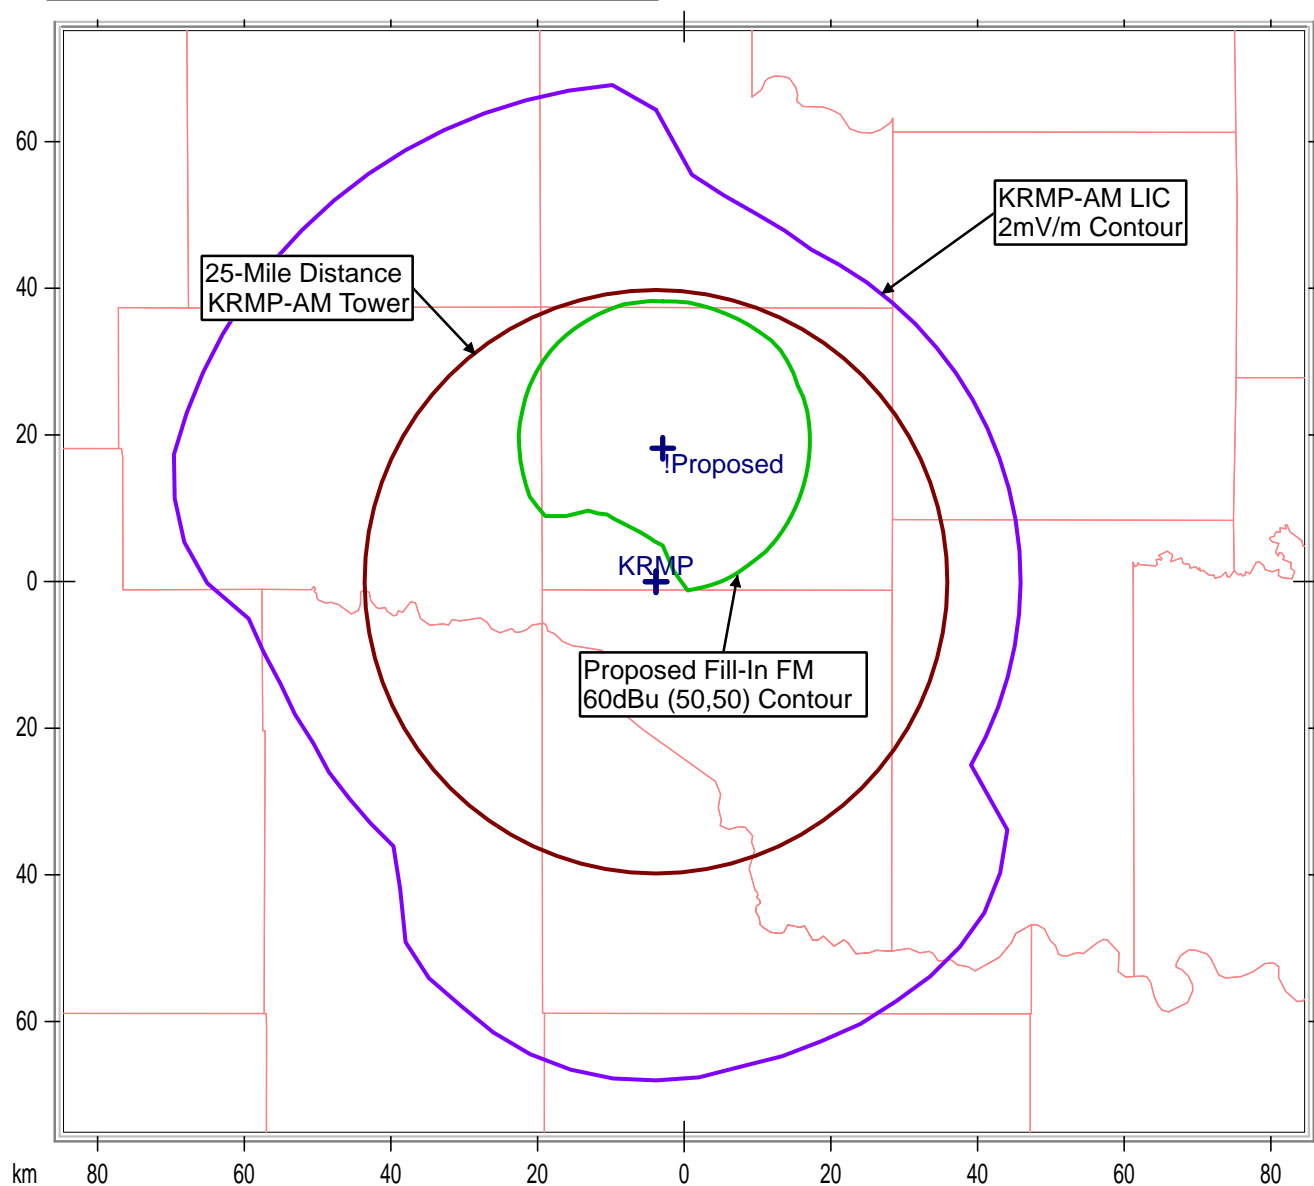 60
KRMP-AM LIC
2mV/m Contour
40
25-Mile Distance
KRMP-AM Tower
20
!Proposed
0
KRMP
Proposed Fill-In FM
60dBu (50,50) Contour
20
40
60
km
80
60
40
20
0
20
40
60
80